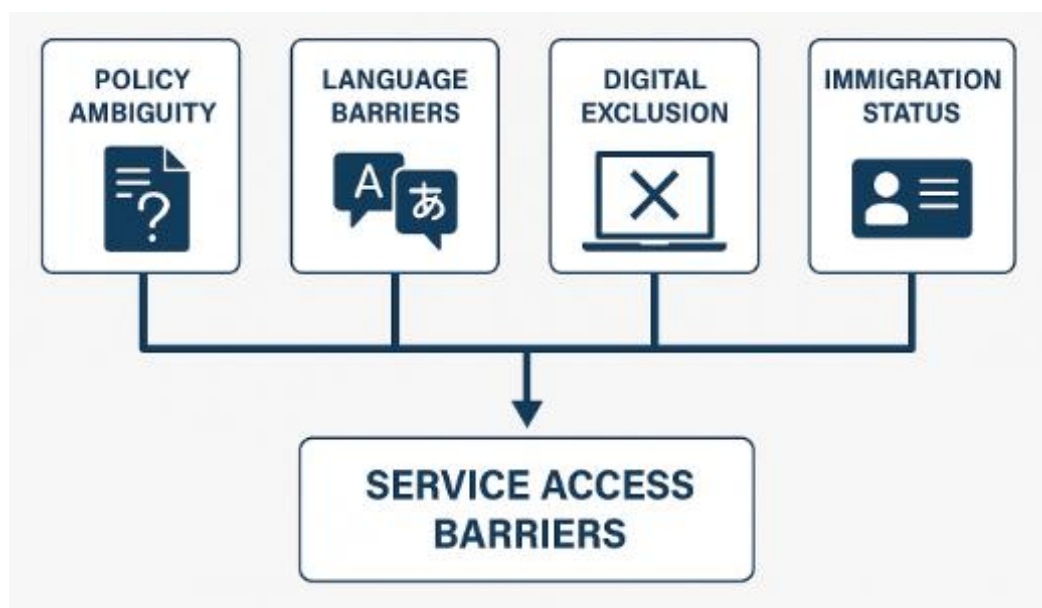 POLICY
AMBIGUITY
LANGUAGE
BARRIERS
DIGITAL
EXCLUSION
IMMIGRATION
STATUS
?
A
あ
SERVICE ACCESS
BARRIERS